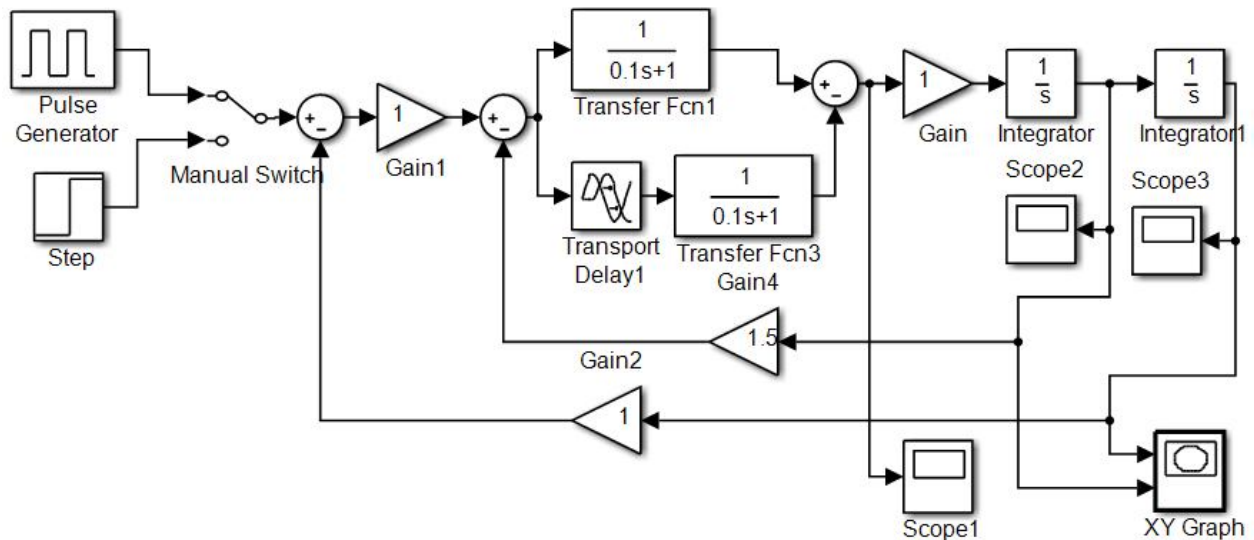 Pulse
Generator
Step
Manual Switch
+
−
1
Gain1
+
−
1
0.1s+1
Transfer Fcn1
Transport
Delay1
1
0.1s+1
Transfer Fcn3
Gain4
+
−
1
Gain
1
s
Integrator
1
s
Integrator1
Scope2
Scope3
1.5
Gain2
1
Scope1
XY Graph